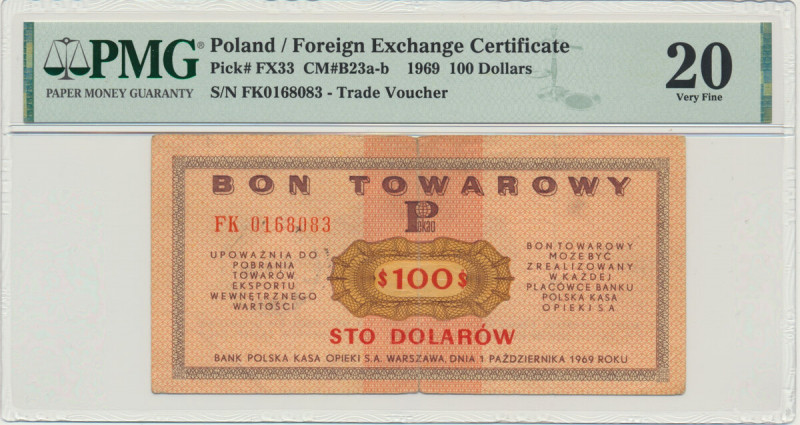 PMG®
PAPER MONEY GUARANTY
Poland / Foreign Exchange Certificate
Pick# FX33 CM#B23a-b 1969 100 Dollars
S/N FK0168083 - Trade Voucher
20
Very Fine
BON TOWAROWY
Pekao
FK 0168083
UPOWAŻNIA DO
POBRANIA
TOWARÓW
EKSPORTU
WEWNĘTRZNEGO
WARTOŚCI
$100$
BON TOWAROWY
MOŻE BYĆ
ZREALIZOWANY
W KAŻDEJ
PLACÓWCE BANKU
POLSKA KASA
OPIEKI S.A.
STO DOLARÓW
BANK POLSKA KASA OPIEKI S.A. WARSZAWA, DNIA 1 PAŹDZIERNIKA 1969 ROKU